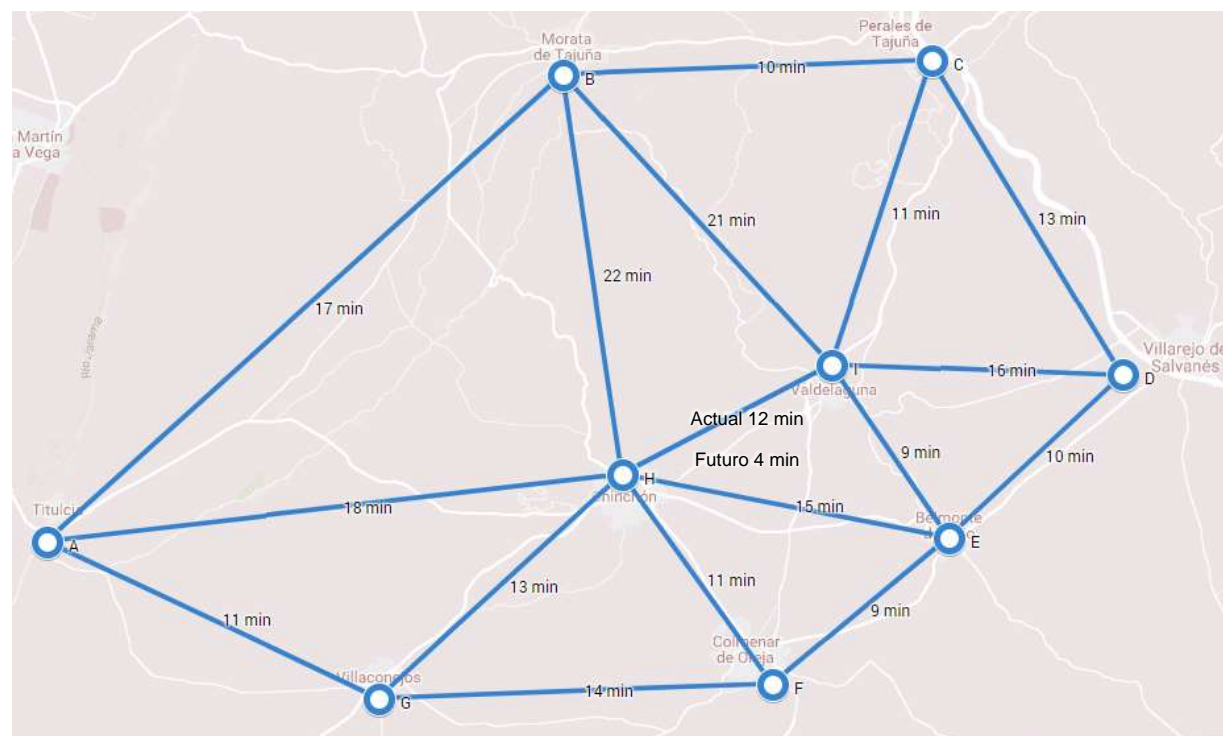 Morata
de Tajuña
B
Perales de
Tajuña
C
10 min
Martín
a Vega
21 min
11 min
13 min
22 min
17 min
Villarejo de
Salvanés
I
Valdelaguna
16 min
D
Actual 12 min
Futuro 4 min
9 min
10 min
H
Chinchón
18 min
15 min
Titulcia
A
Belmonte
E
13 min
11 min
11 min
9 min
Colmenar
de Oreja
Villaconejos
G
14 min
F